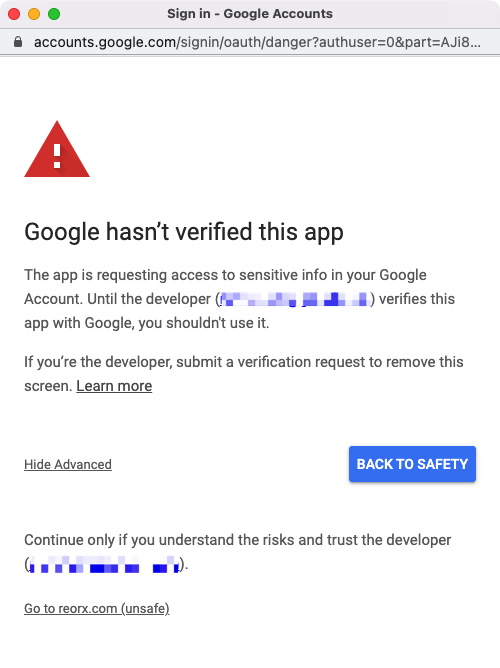 Sign in - Google Accounts
accounts.google.com/signin/oauth/danger?authuser=0&part=AJi8...
Google hasn’t verified this app
The app is requesting access to sensitive info in your Google
Account. Until the developer ( ) verifies this
app with Google, you shouldn't use it.
If you’re the developer, submit a verification request to remove this
screen. Learn more
Hide Advanced
BACK TO SAFETY
Continue only if you understand the risks and trust the developer
( ).
Go to reorx.com (unsafe)